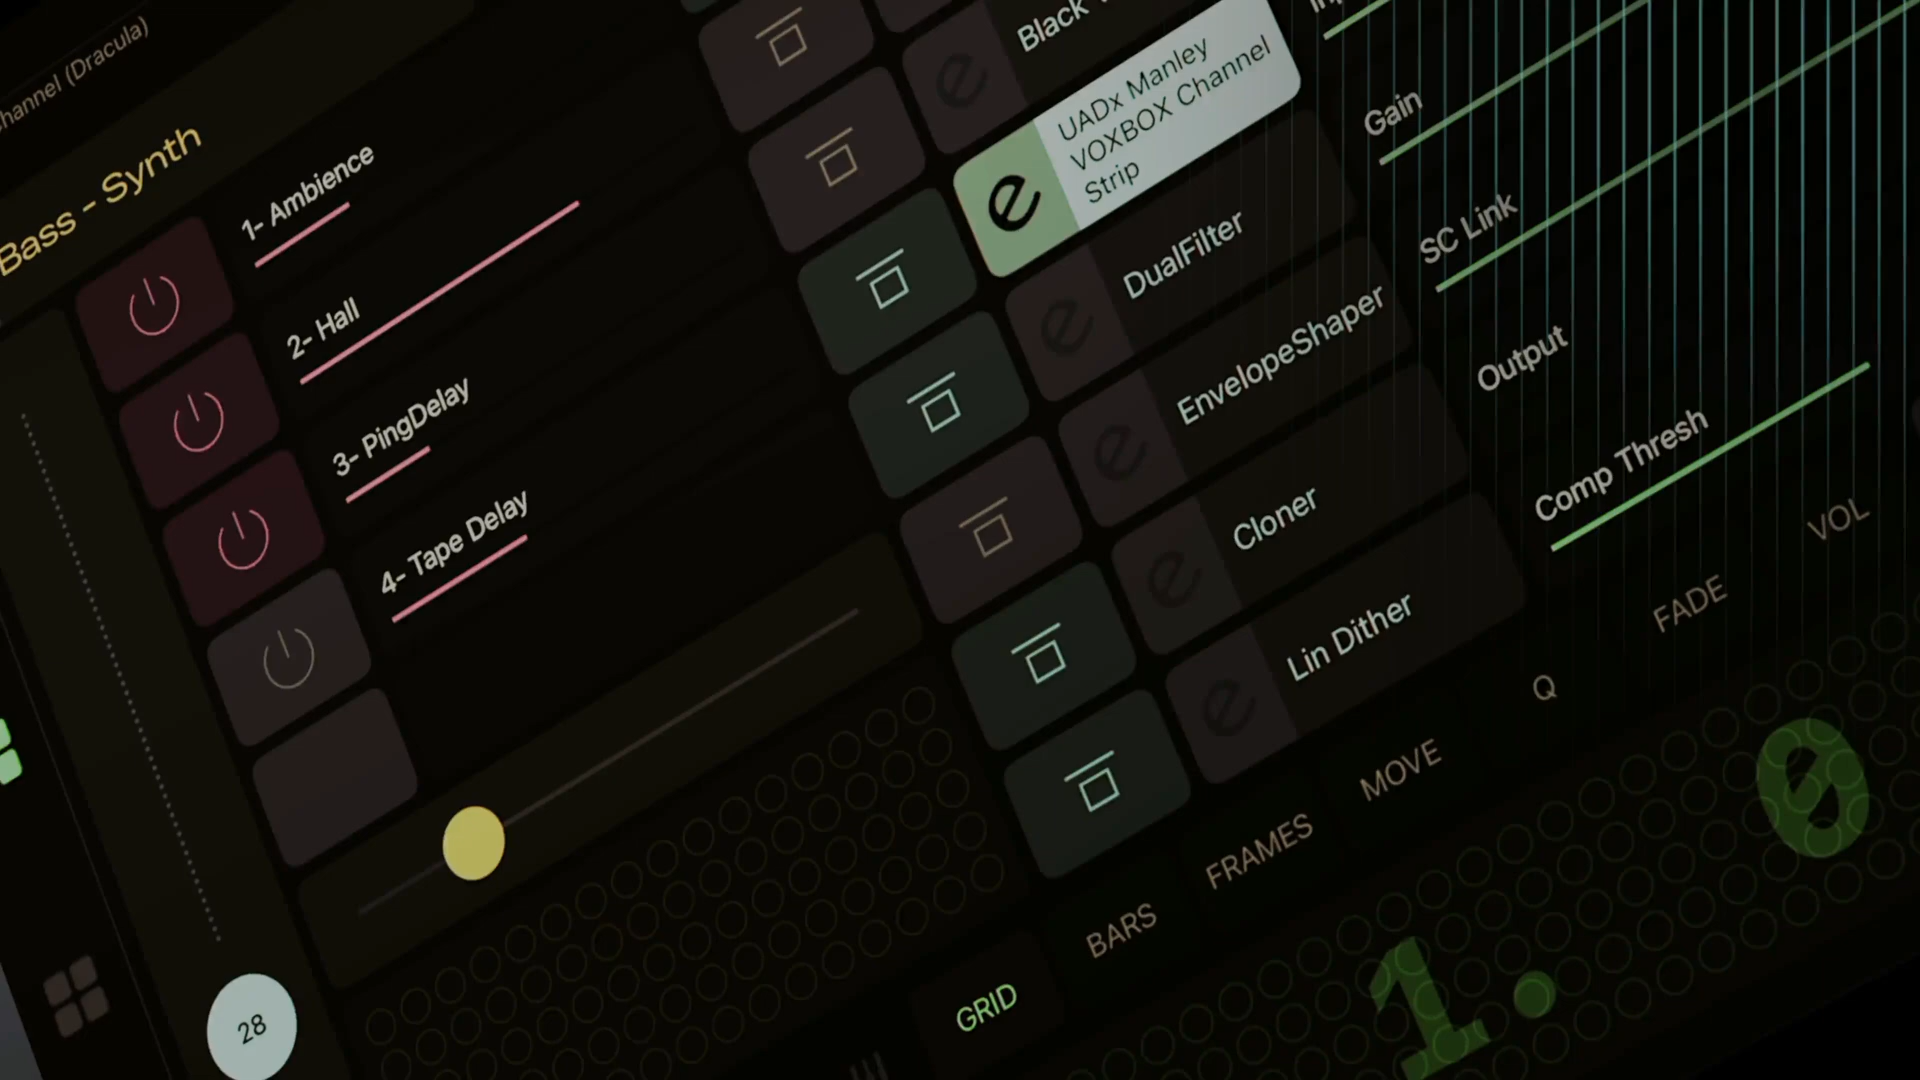 (Dracula)
Bass - Synth
1- Ambience
2- Hall
3- PingDelay
4- Tape Delay
28
Black
UADx Manley
VOXBOX Channel
Strip
DualFilter
EnvelopeShaper
Cloner
Lin Dither
Gain
SC Link
Output
Comp Thresh
VOL
FADE
Q
MOVE
FRAMES
BARS
GRID
1.
0